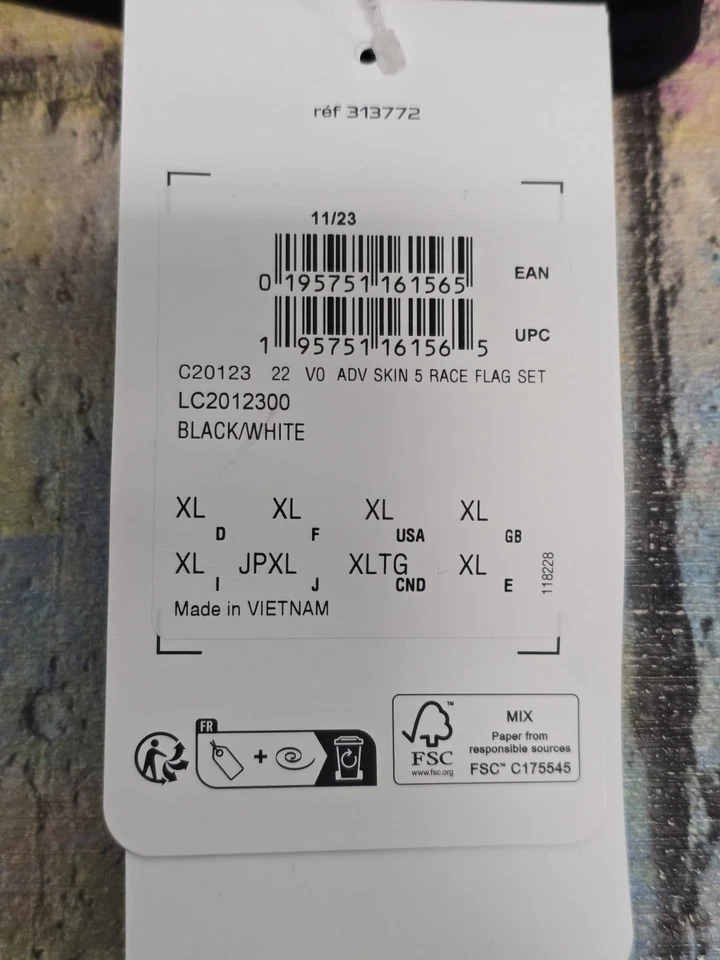 réf 313772
11/23
0 195751 161565
EAN
1 95751 16156 5
UPC
C20123 22 V0 ADV SKIN 5 RACE FLAG SET
LC2012300
BLACK/WHITE
XL D XL F XL USA XL GB
XL I JPXL J XLTG CND XL E
118228
Made in VIETNAM
FR
+
FSC
www.fsc.org
MIX
Paper from
responsible sources
FSC™ C175545